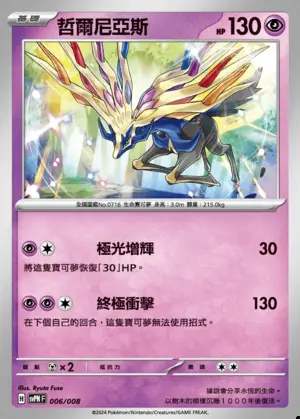 基礎 哲爾尼亞斯 HP 130
全國圖鑑No.0716 生命寶可夢 身高:3.0m 體重:215.0kg
極光增輝 30
將這隻寶可夢恢復「30」HP。
終極衝擊 130
在下個自己的回合,這隻寶可夢無法使用招式。
弱點 ×2 抵抗力 撤退
Illus. Ryuta Fuse
H SVPN F 006/008
據說會分享永恆的生命。
以樹木的模樣沉睡1000年後復活。
©2024 Pokémon/Nintendo/Creatures/GAME FREAK.